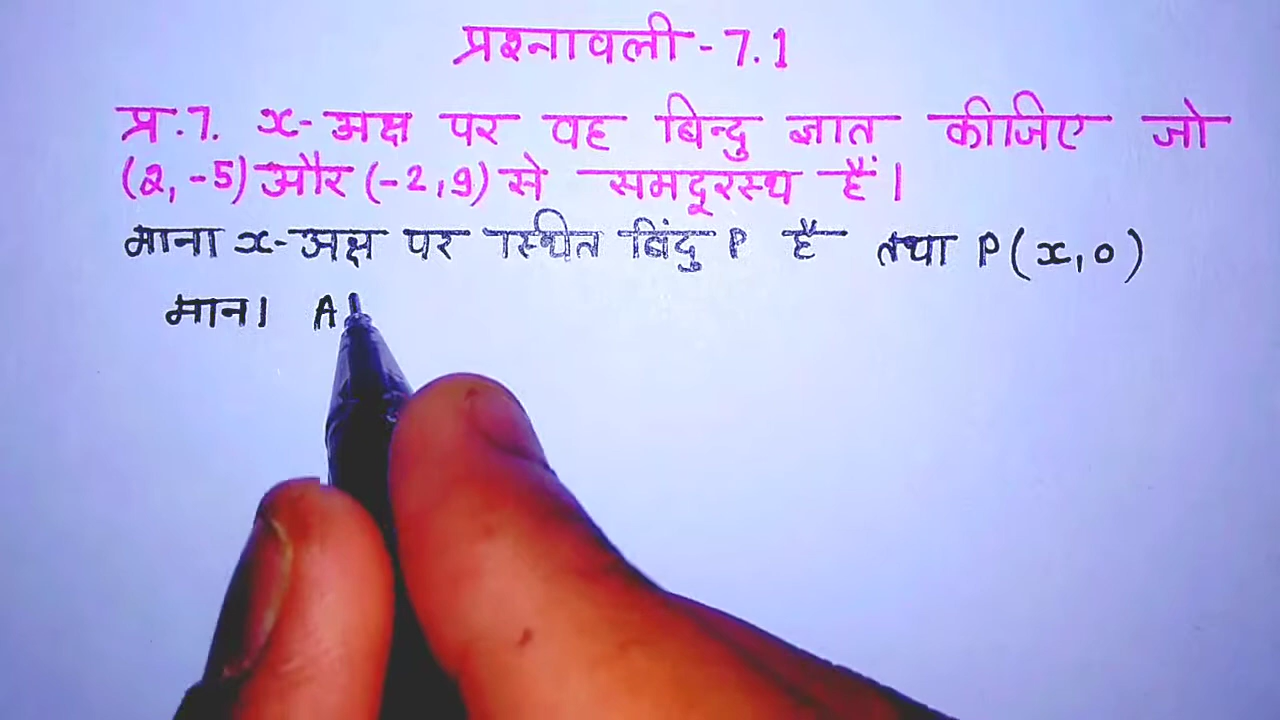 प्रश्नावली - 7.1
प्र.7. x-अक्ष पर वह बिन्दु ज्ञात कीजिए जो
(2, -5) और (-2, 9) से समदूरस्थ हैं।
माना x-अक्ष पर स्थित बिंदु P है तथा P(x, 0)
माना A